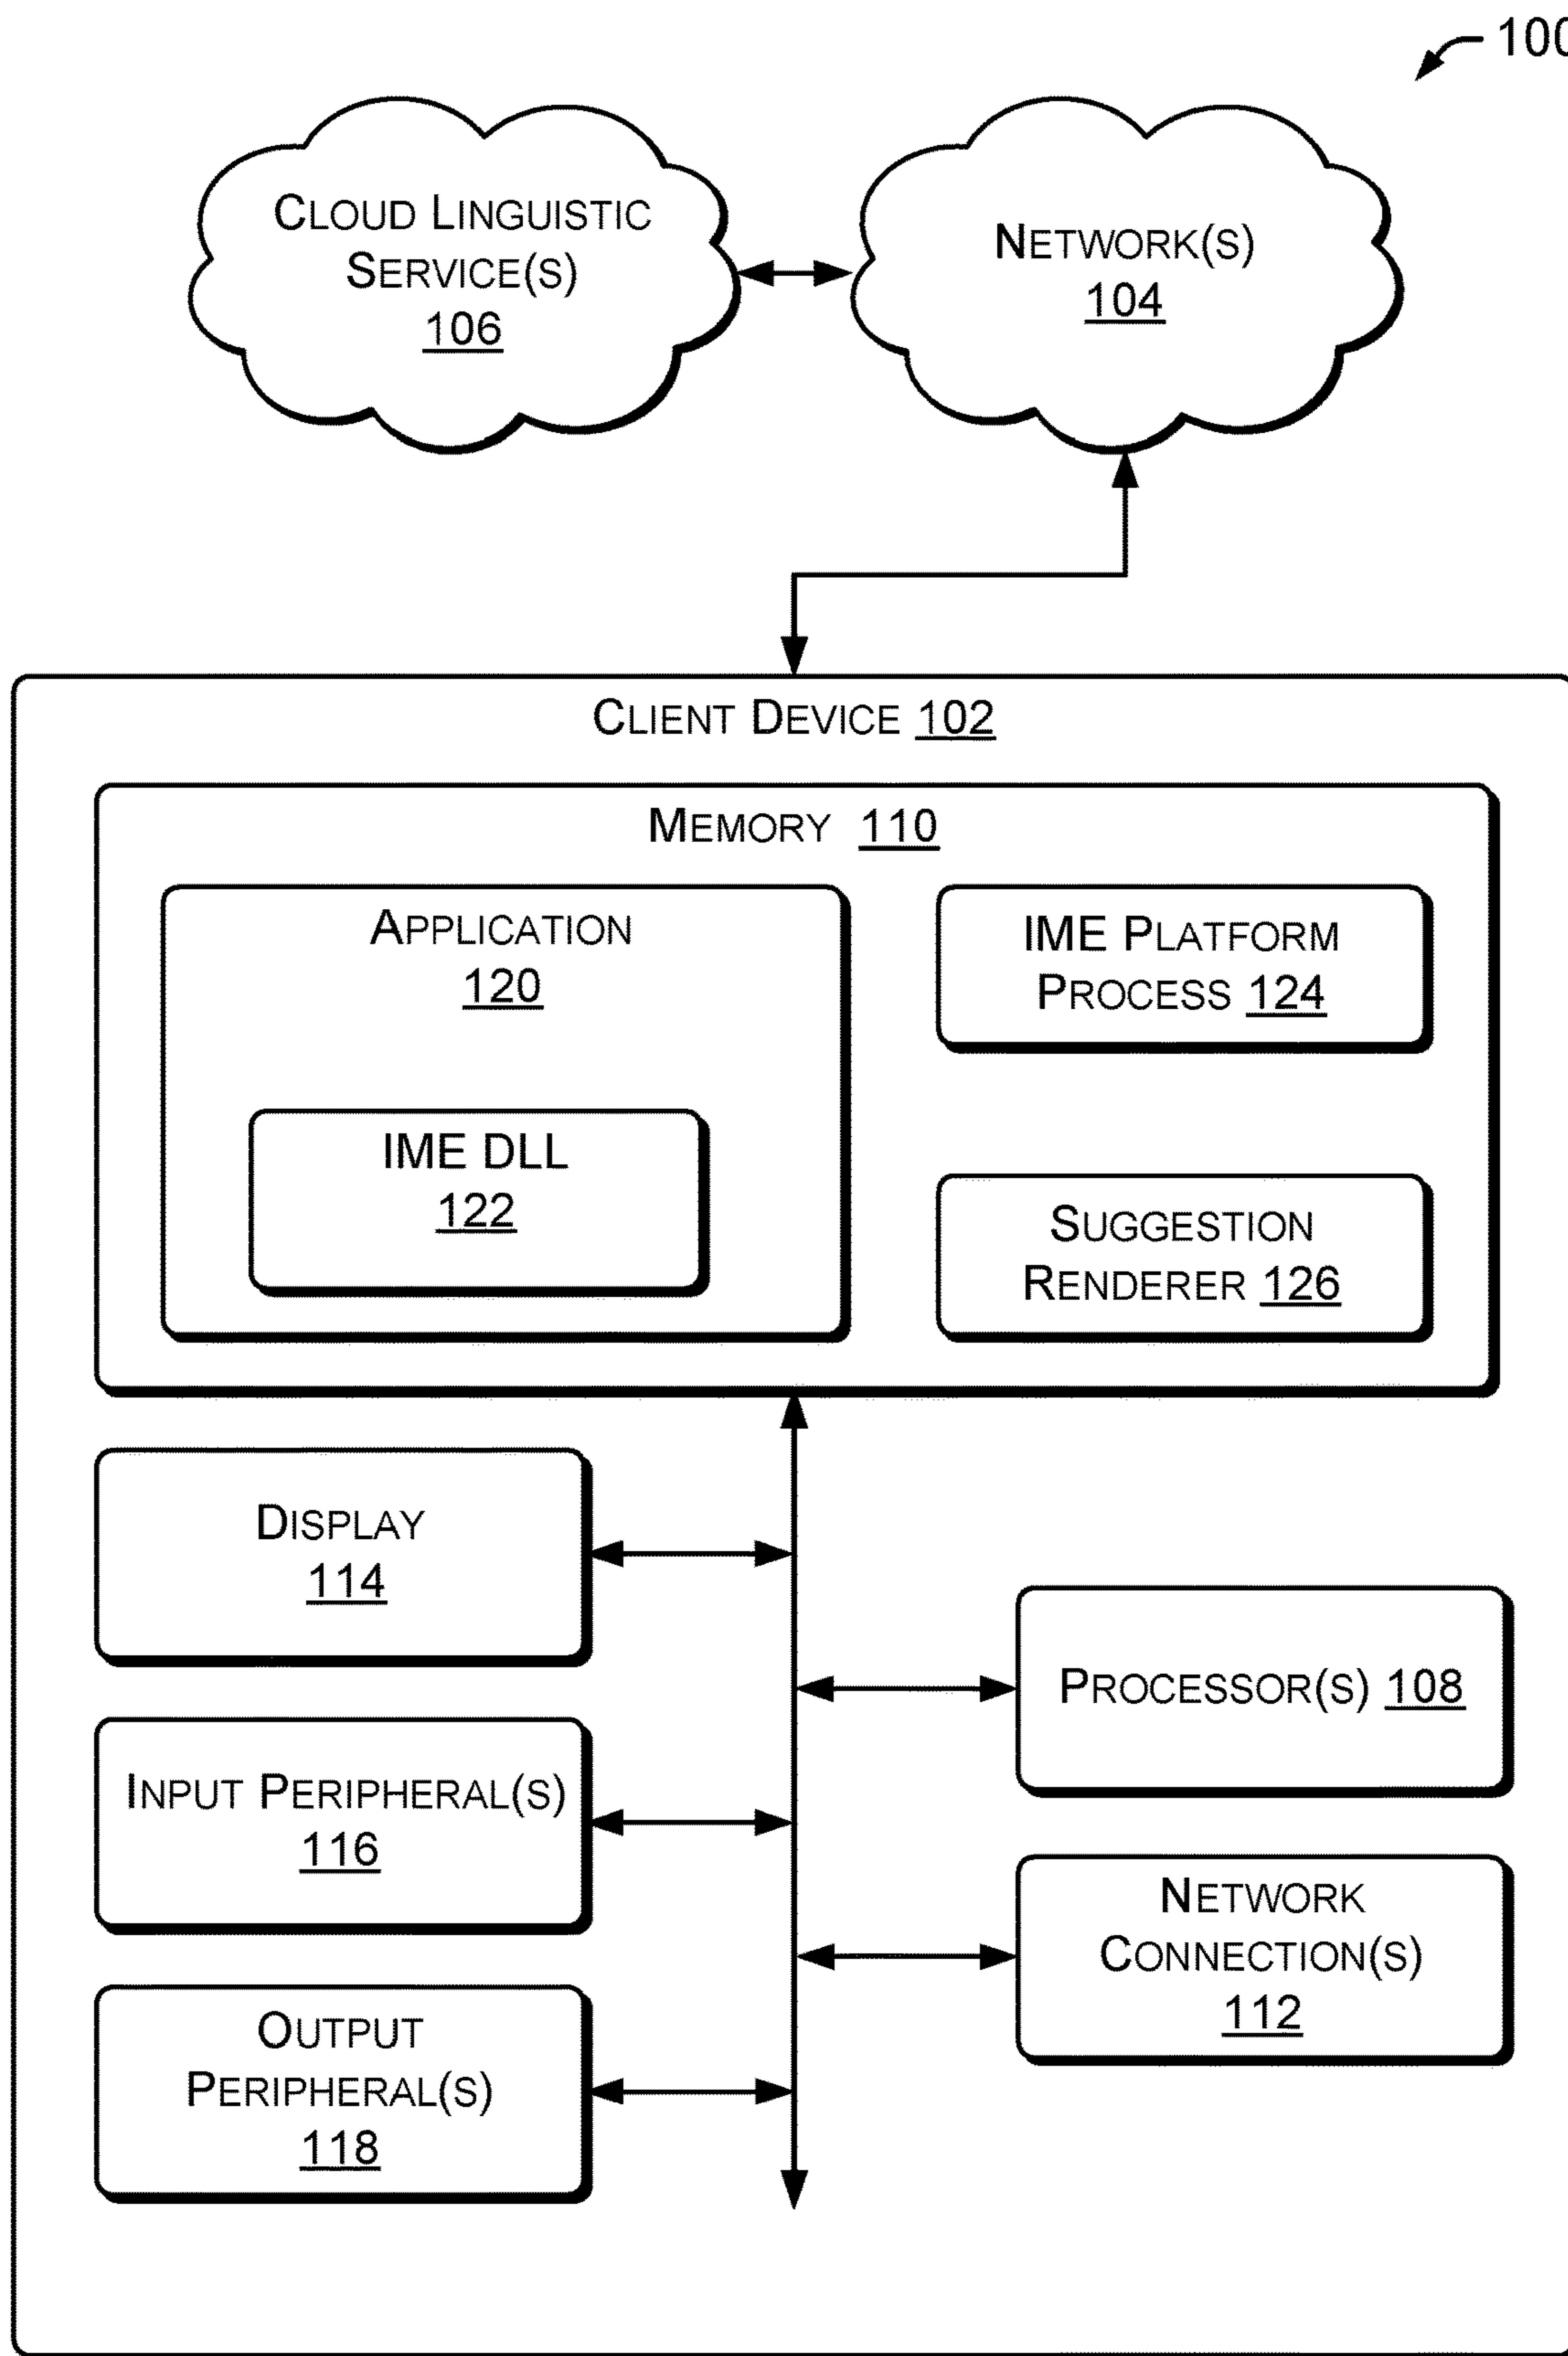 100
CLOUD LINGUISTIC
SERVICE(S)
106
NETWORK(S)
104
CLIENT DEVICE 102
MEMORY 110
APPLICATION
120
IME DLL
122
IME PLATFORM
PROCESS 124
SUGGESTION
RENDERER 126
DISPLAY
114
INPUT PERIPHERAL(S)
116
OUTPUT
PERIPHERAL(S)
118
PROCESSOR(S) 108
NETWORK
CONNECTION(S)
112